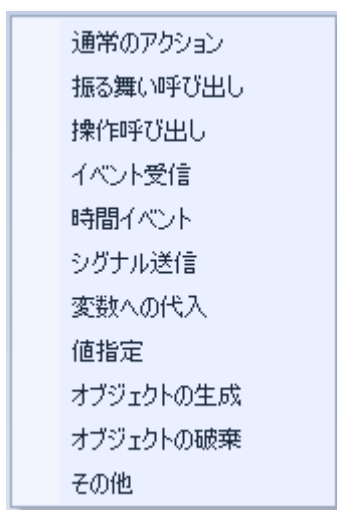 通常のアクション
振る舞い呼び出し
操作呼び出し
イベント受信
時間イベント
シグナル送信
変数への代入
値指定
オブジェクトの生成
オブジェクトの破棄
その他